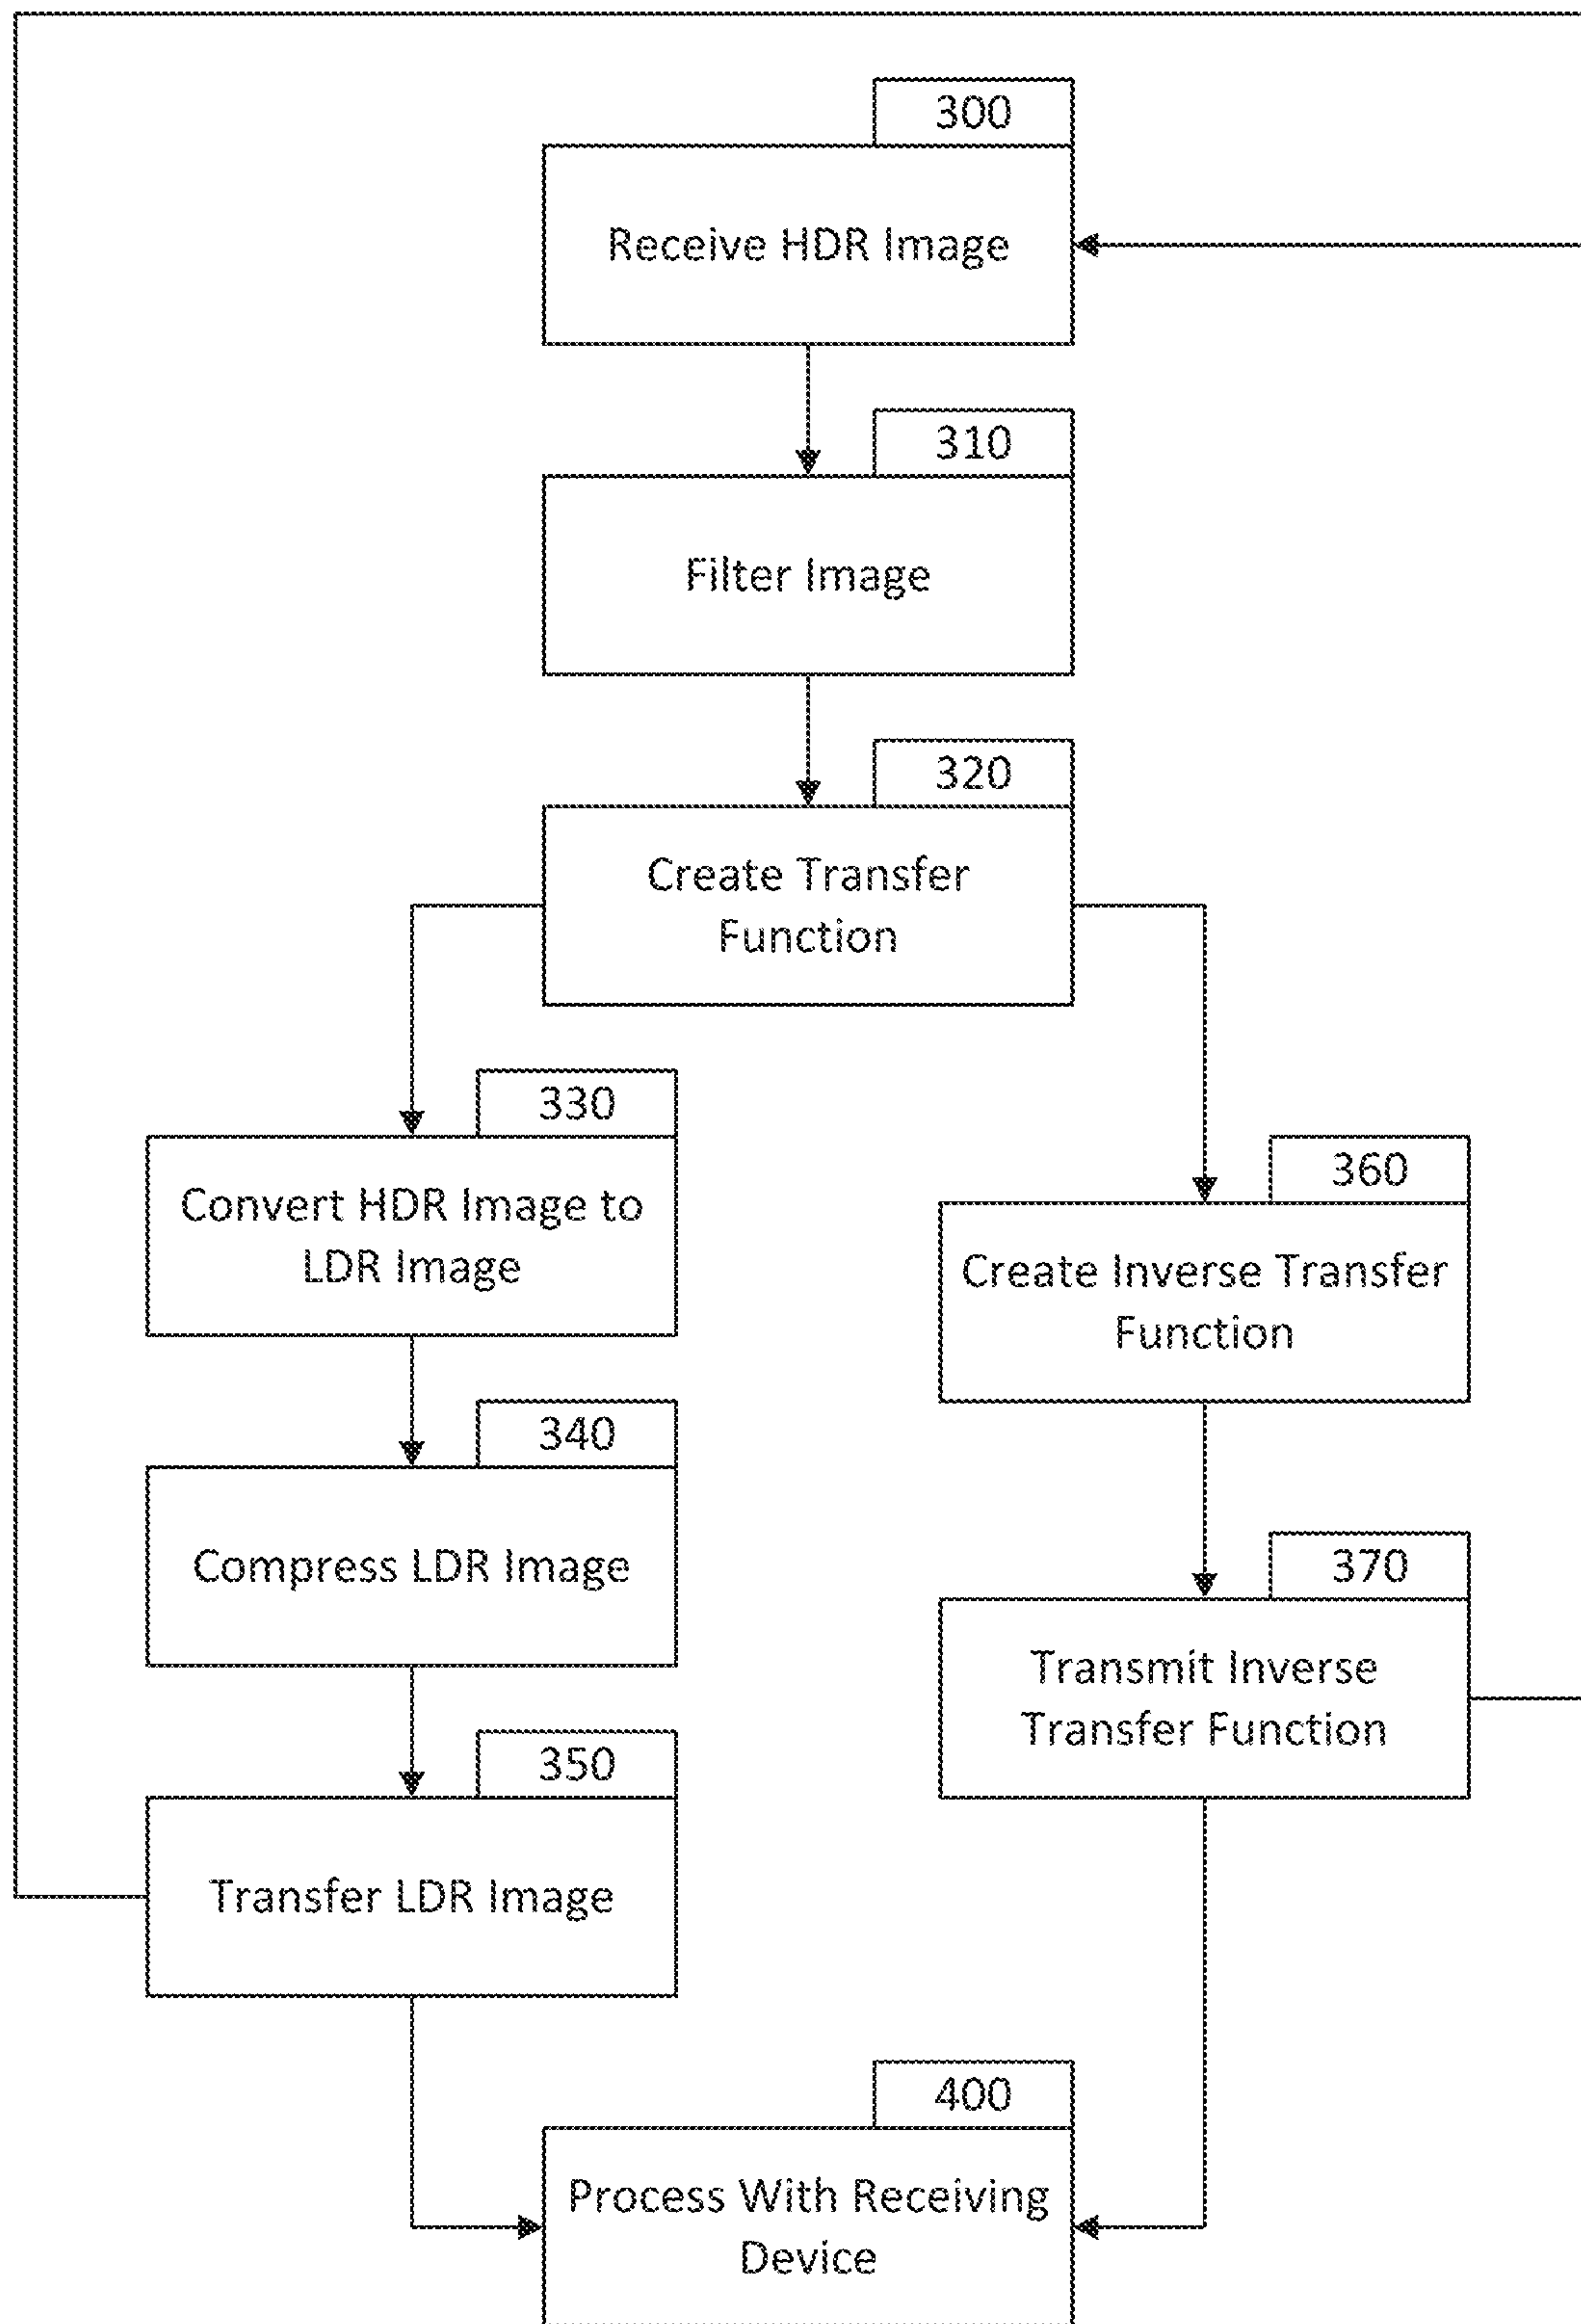 300
Receive HDR Image
310
Filter Image
320
Create Transfer
Function
330
Convert HDR Image to
LDR Image
340
Compress LDR Image
350
Transfer LDR Image
360
Create Inverse Transfer
Function
370
Transmit Inverse
Transfer Function
400
Process With Receiving
Device